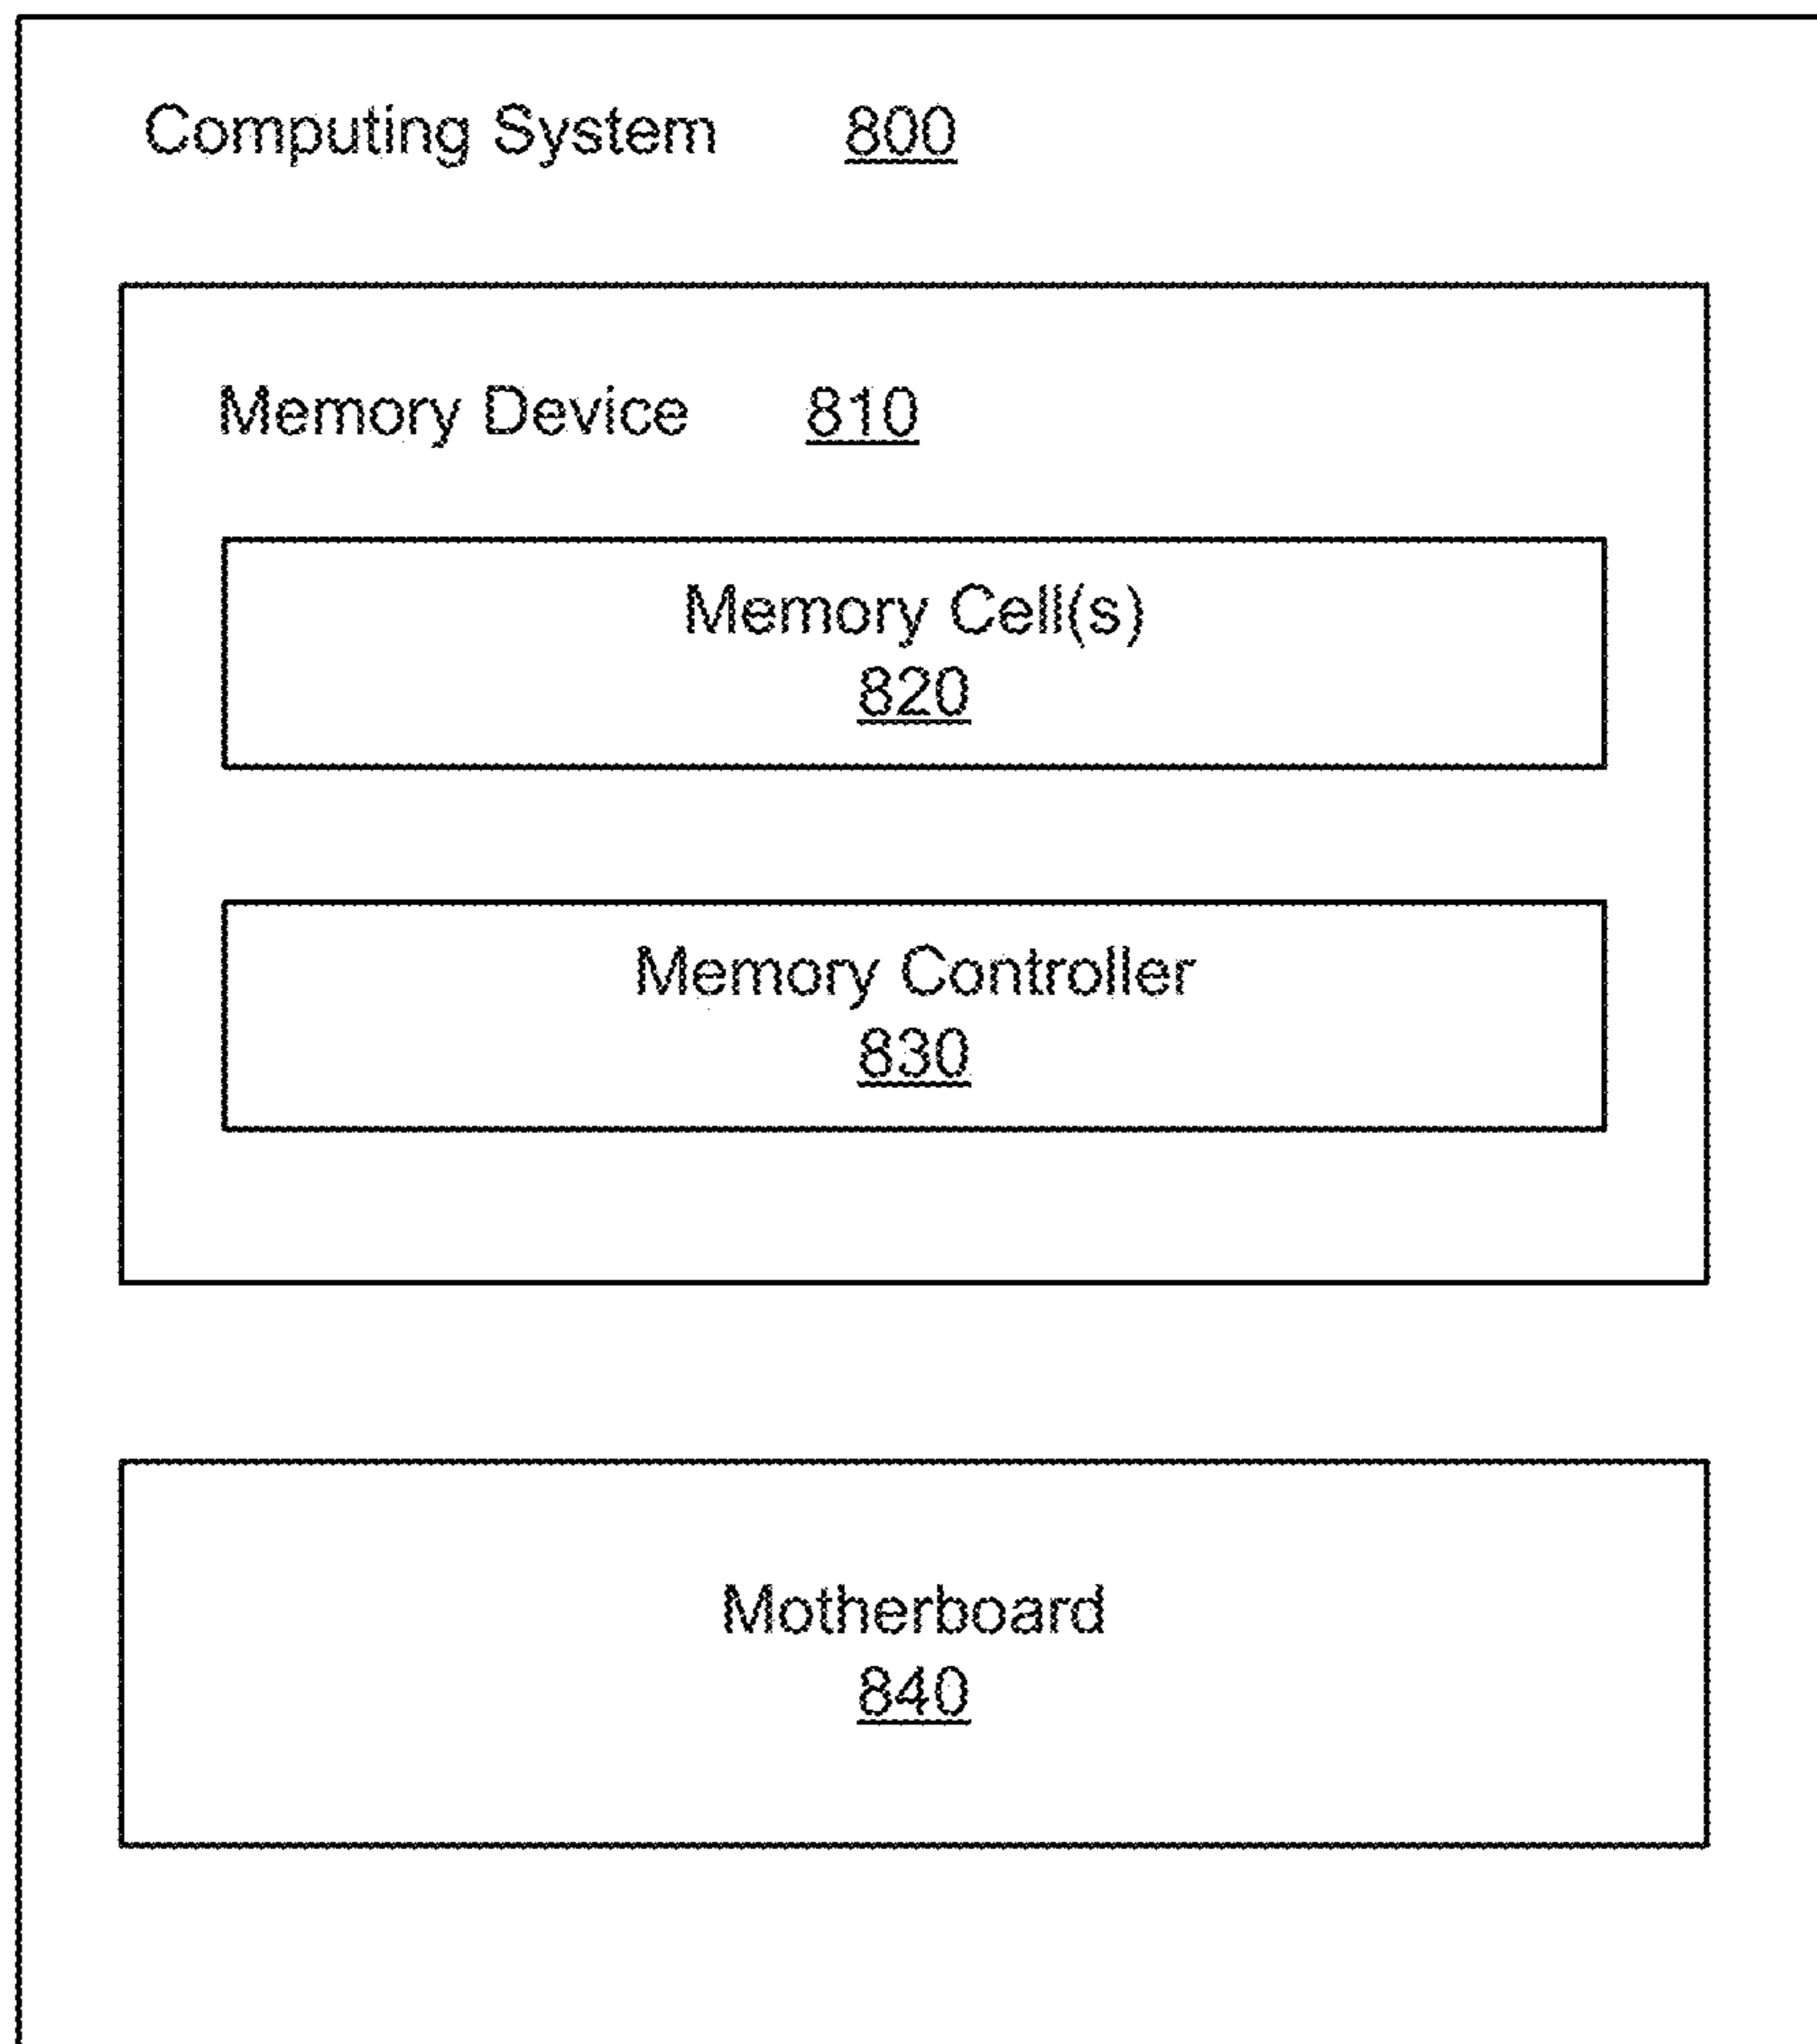 Computing System 800
Memory Device 810
Memory Cell(s)
820
Memory Controller
830
Motherboard
840